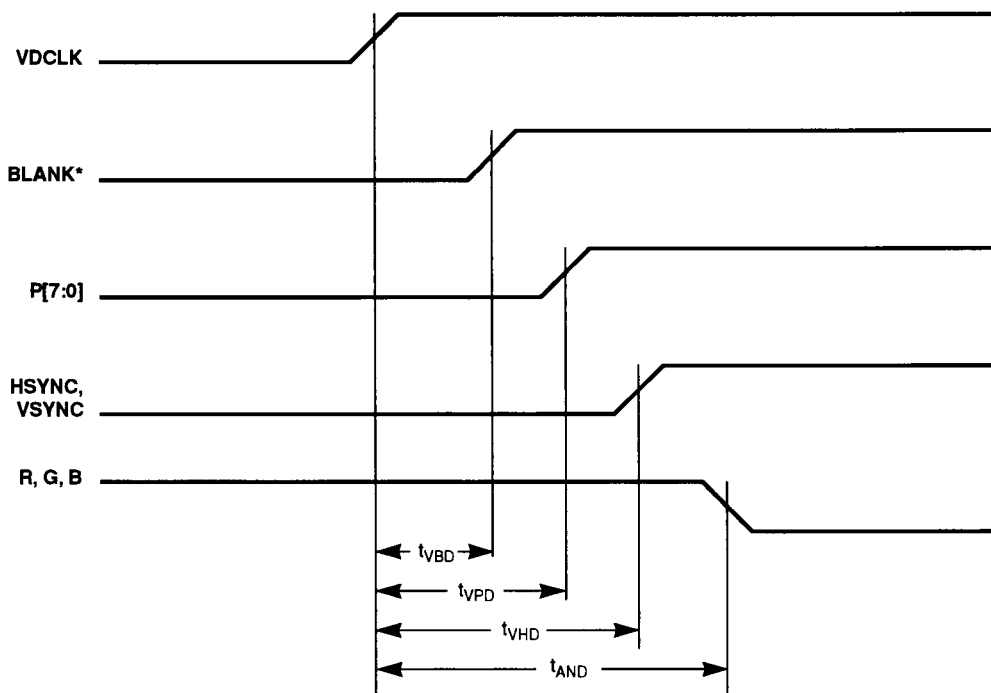 VDCLK
BLANK*
P[7:0]
HSYNC,
VSYNC
R, G, B
tVBD
tVPD
tVHD
tAND